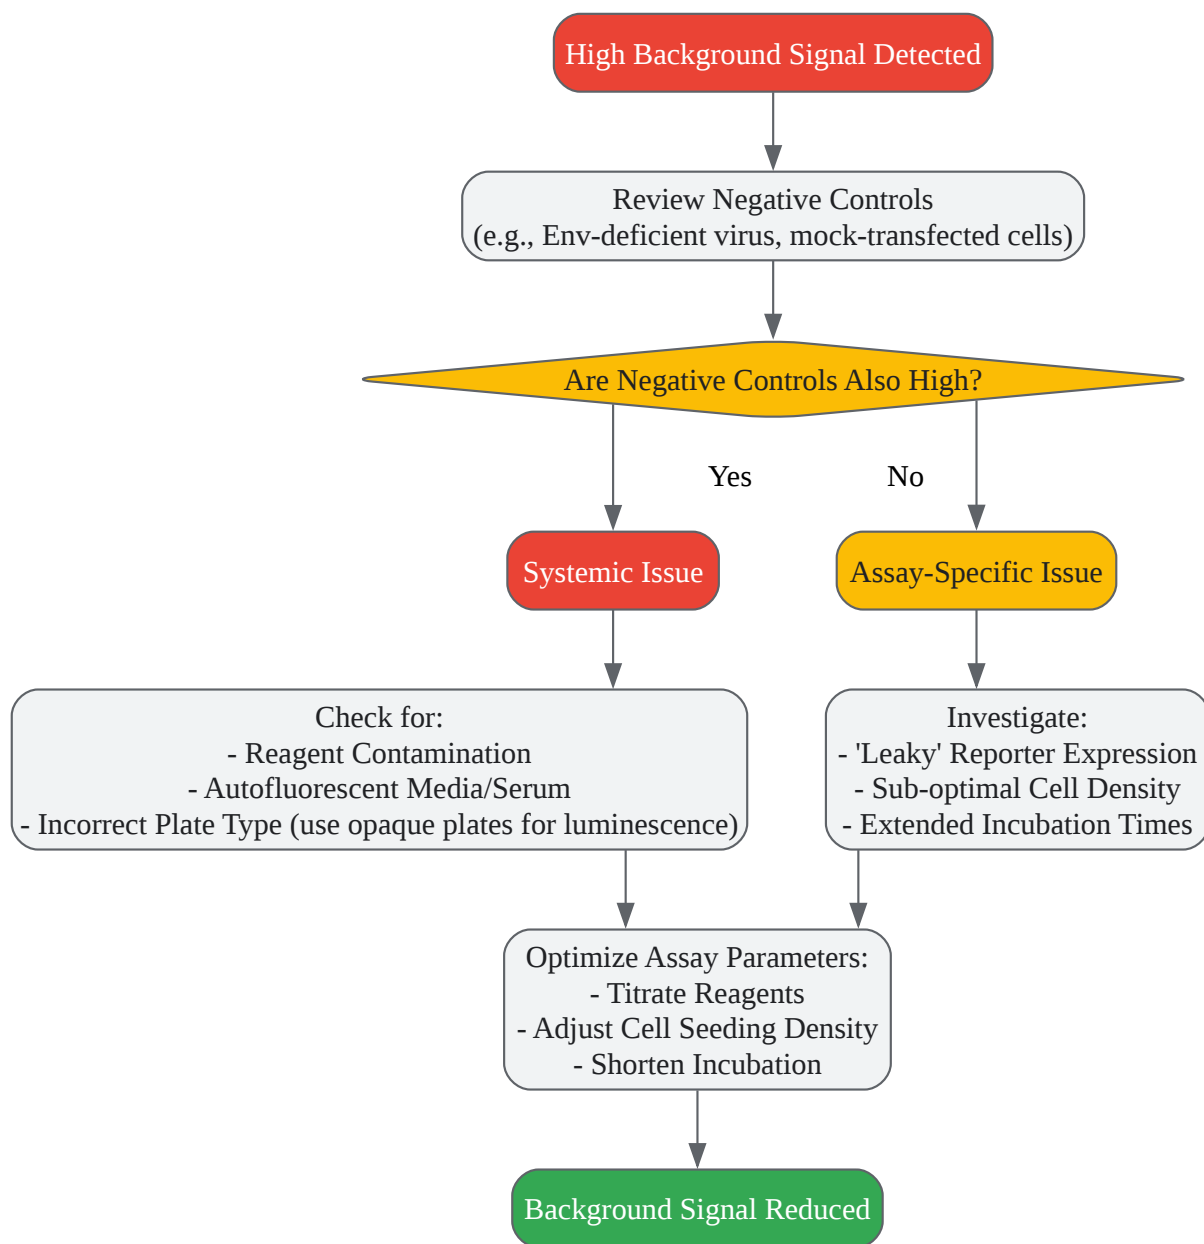 High Background Signal Detected
Review Negative Controls
(e.g., Env-deficient virus, mock-transfected cells)
Are Negative Controls Also High?
Yes
No
Systemic Issue
Assay-Specific Issue
Check for:
- Reagent Contamination
- Autofluorescent Media/Serum
- Incorrect Plate Type (use opaque plates for luminescence)
Investigate:
- 'Leaky' Reporter Expression
- Sub-optimal Cell Density
- Extended Incubation Times
Optimize Assay Parameters:
- Titrate Reagents
- Adjust Cell Seeding Density
- Shorten Incubation
Background Signal Reduced